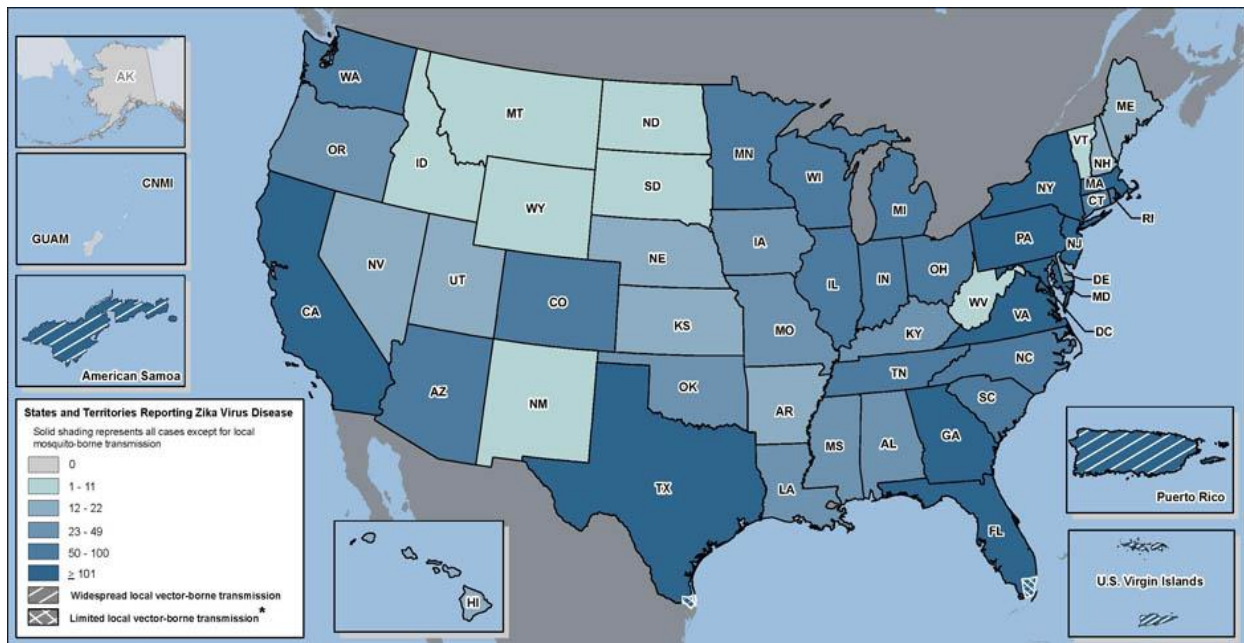 AK
CNMI
GUAM
American Samoa
States and Territories Reporting Zika Virus Disease
Solid shading represents all cases except for local
mosquito-borne transmission
0
1 - 11
12 - 22
23 - 49
50 - 100
≥ 101
Widespread local vector-borne transmission
Limited local vector-borne transmission*
WA
MT
ND
MN
ME
VT
NH
OR
ID
SD
WI
MI
NY
MA
CT
RI
WY
IA
PA
NJ
NV
UT
NE
IL
IN
OH
DE
MD
CA
CO
KS
MO
WV
VA
DC
KY
AZ
NM
OK
AR
TN
NC
SC
MS
AL
GA
TX
LA
FL
HI
Puerto Rico
U.S. Virgin Islands